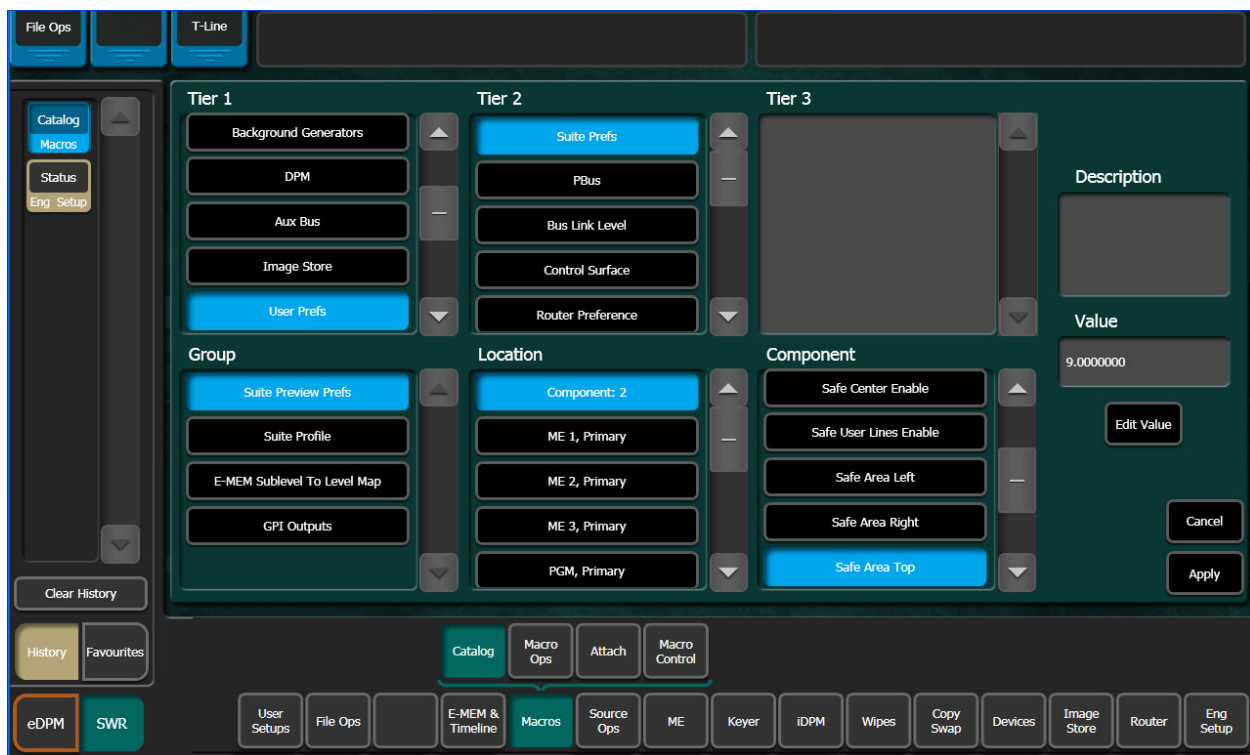 File Ops
T-Line
Catalog
Macros
Status
Eng Setup
Clear History
History
Favourites
eDPM
SWR
Tier 1
Background Generators
DPM
Aux Bus
Image Store
User Prefs
Tier 2
Suite Prefs
PBus
Bus Link Level
Control Surface
Router Preference
Tier 3
Description
Value
9.0000000
Edit Value
Cancel
Apply
Group
Suite Preview Prefs
Suite Profile
E-MEM Sublevel To Level Map
GPI Outputs
Location
Component: 2
ME 1, Primary
ME 2, Primary
ME 3, Primary
PGM, Primary
Component
Safe Center Enable
Safe User Lines Enable
Safe Area Left
Safe Area Right
Safe Area Top
Catalog
Macro
Ops
Attach
Macro
Control
User
Setups
File Ops
E-MEM &
Timeline
Macros
Source
Ops
ME
Keyer
iDPM
Wipes
Copy
Swap
Devices
Image
Store
Router
Eng
Setup